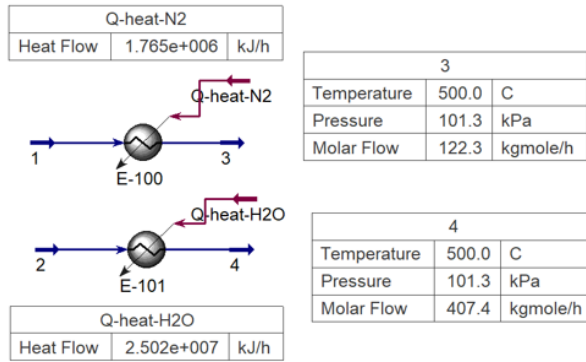 Q-heat-N2
Heat Flow 1.765e+006 kJ/h
Q-heat-N2
1
3
E-100
3
Temperature 500.0 C
Pressure 101.3 kPa
Molar Flow 122.3 kgmole/h
Q-heat-H2O
2
4
E-101
4
Temperature 500.0 C
Pressure 101.3 kPa
Molar Flow 407.4 kgmole/h
Q-heat-H2O
Heat Flow 2.502e+007 kJ/h